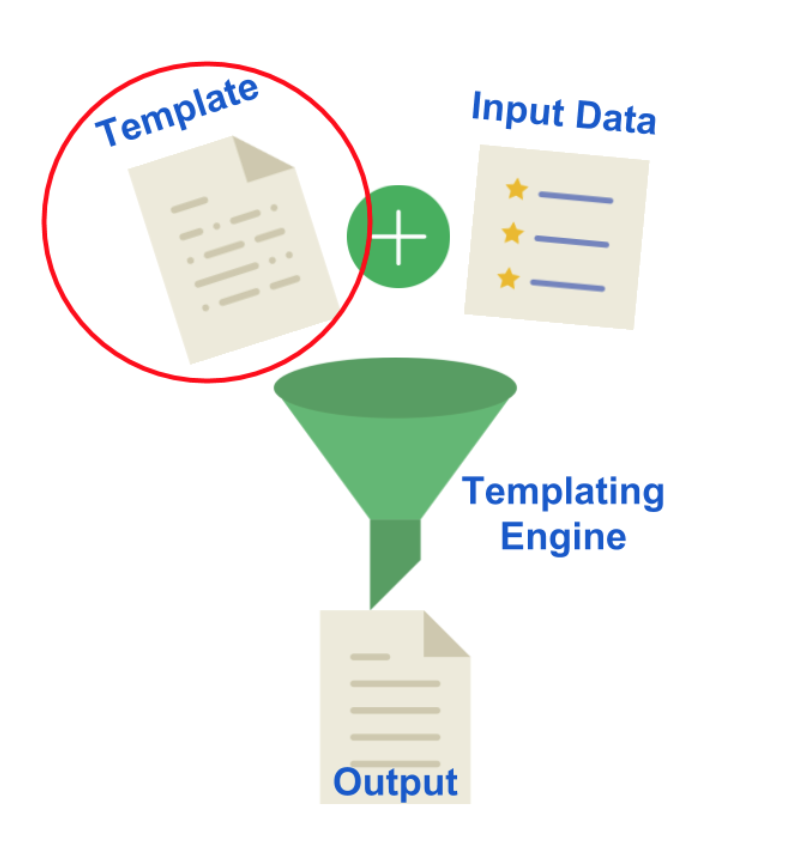 Template
Input Data
Templating
Engine
Output